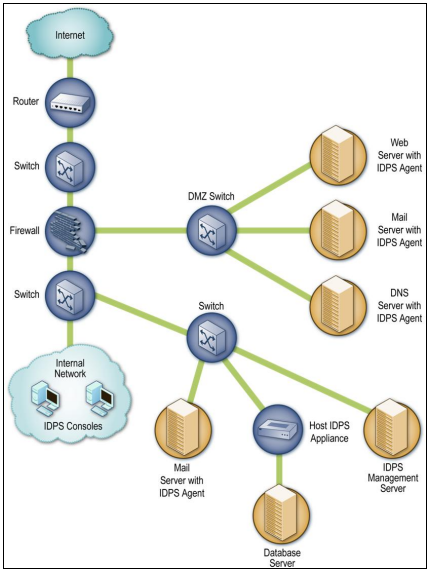 Internet
Router
Switch
Firewall
DMZ Switch
Web
Server with
IDPS Agent
Mail
Server with
IDPS Agent
DNS
Server with
IDPS Agent
Switch
Switch
Internal
Network
IDPS Consoles
Mail
Server with
IDPS Agent
Host IDPS
Appliance
IDPS
Management
Server
Database
Server